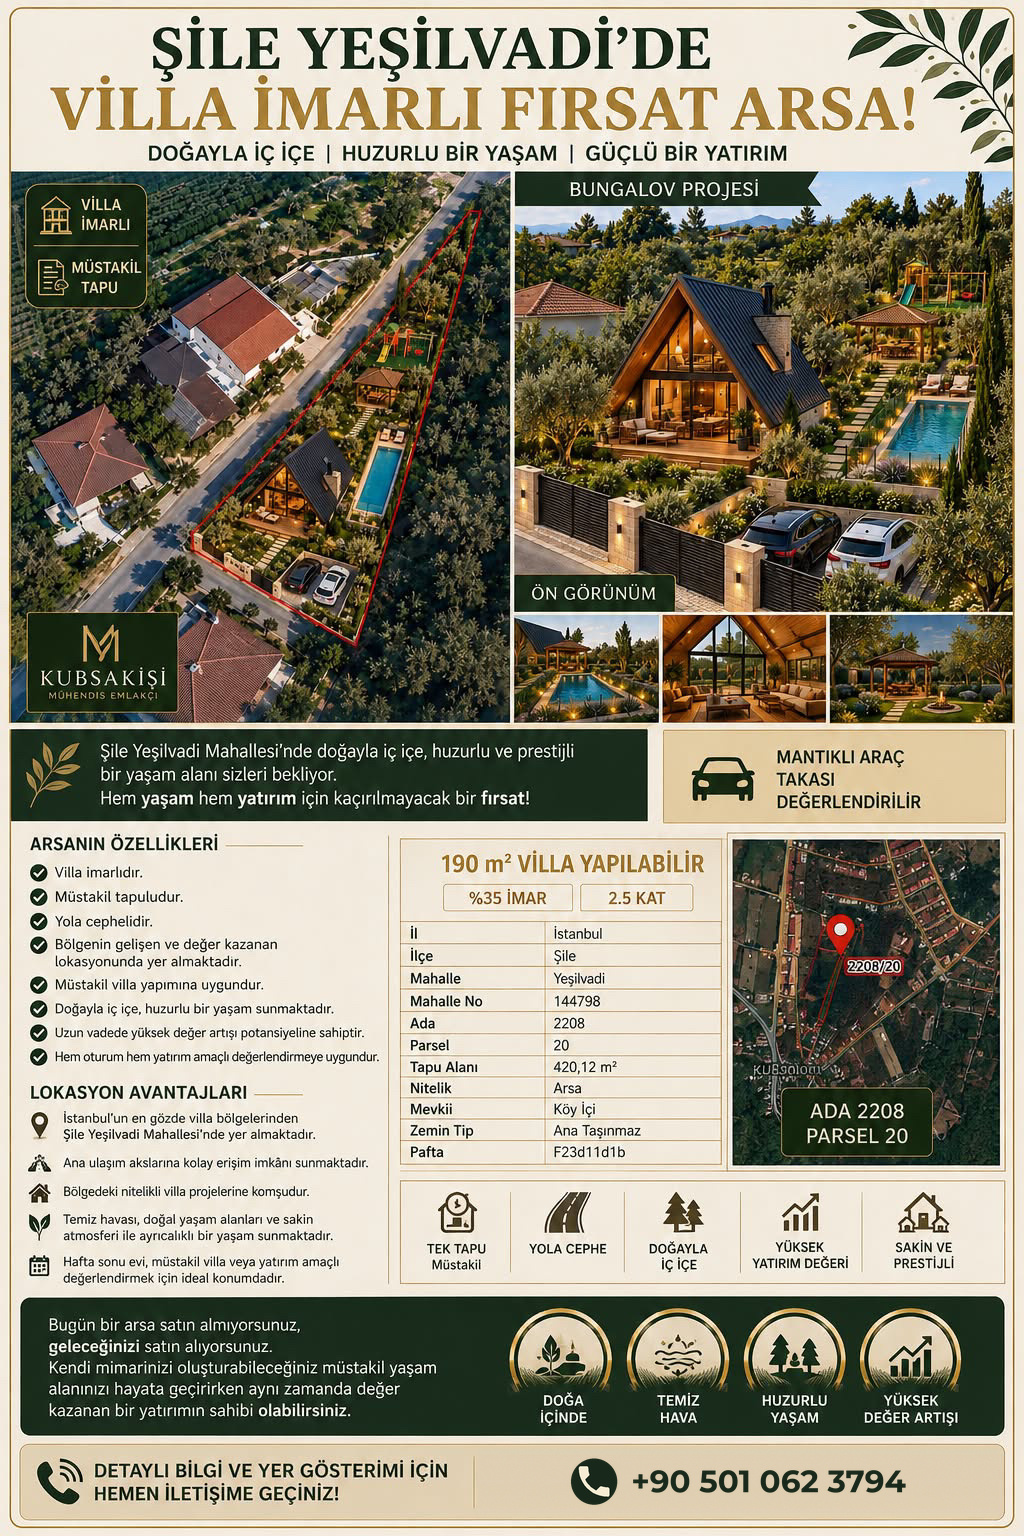 ŞİLE YEŞİLVADİ'DE
VİLLA İMARLI FIRSAT ARSA!
DOĞAYLA İÇ İÇE | HUZURLU BİR YAŞAM | GÜÇLÜ BİR YATIRIM
VİLLA
İMARLI
MÜSTAKİL
TAPU
KUBSAKİŞİ
MÜHENDİS EMLAKÇI
BUNGALOV PROJESİ
ÖN GÖRÜNÜM
Şile Yeşilvadi Mahallesi'nde doğayla iç içe, huzurlu ve prestijli
bir yaşam alanı sizleri bekliyor.
Hem yaşam hem yatırım için kaçırılmayacak bir fırsat!
MANTIKLI ARAÇ
TAKASI
DEĞERLENDİRİLİR
ARSANIN ÖZELLİKLERİ
Villa imarlıdır.
Müstakil tapuludur.
Yola cephelidir.
Bölgenin gelişen ve değer kazanan
lokasyonunda yer almaktadır.
Müstakil villa yapımına uygundur.
Doğayla iç içe, huzurlu bir yaşam sunmaktadır.
Uzun vadede yüksek değer artışı potansiyeline sahiptir.
Hem oturum hem yatırım amaçlı değerlendirmeye uygundur.
LOKASYON AVANTAJLARI
İstanbul'un en gözde villa bölgelerinden
Şile Yeşilvadi Mahallesi'nde yer almaktadır.
Ana ulaşım akslarına kolay erişim imkânı sunmaktadır.
Bölgedeki nitelikli villa projelerine komşudur.
Temiz havası, doğal yaşam alanları ve sakin
atmosferi ile ayrıcalıklı bir yaşam sunmaktadır.
Hafta sonu evi, müstakil villa veya yatırım amaçlı
değerlendirmek için ideal konumdadır.
190 m² VİLLA YAPILABİLİR
%35 İMAR
2.5 KAT
İl İstanbul
İlçe Şile
Mahalle Yeşilvadi
Mahalle No 144798
Ada 2208
Parsel 20
Tapu Alanı 420,12 m²
Nitelik Arsa
Mevkii Köy İçi
Zemin Tip Ana Taşınmaz
Pafta F23d11d1b
2208/20
ADA 2208
PARSEL 20
TEK TAPU
Müstakil
YOLA CEPHE
DOĞAYLA
İÇ İÇE
YÜKSEK
YATIRIM DEĞERİ
SAKİN VE
PRESTİJLİ
Bugün bir arsa satın almıyorsunuz,
geleceğinizi satın alıyorsunuz.
Kendi mimarinizi oluşturabileceğiniz müstakil yaşam
alanınızı hayata geçirirken aynı zamanda değer
kazanan bir yatırımın sahibi olabilirsiniz.
DOĞA
İÇİNDE
TEMİZ
HAVA
HUZURLU
YAŞAM
YÜKSEK
DEĞER ARTIŞI
DETAYLI BİLGİ VE YER GÖSTERİMİ İÇİN
HEMEN İLETİŞİME GEÇİNİZ!
+90 501 062 3794